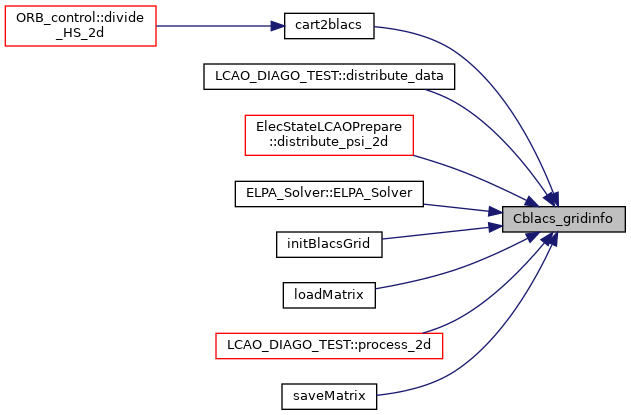 ORB_control::divide
_HS_2d
cart2blacs
LCAO_DIAGO_TEST::distribute_data
ElecStateLCAOPrepare
::distribute_psi_2d
ELPA_Solver::ELPA_Solver
Cblacs_gridinfo
initBlacsGrid
loadMatrix
LCAO_DIAGO_TEST::process_2d
saveMatrix